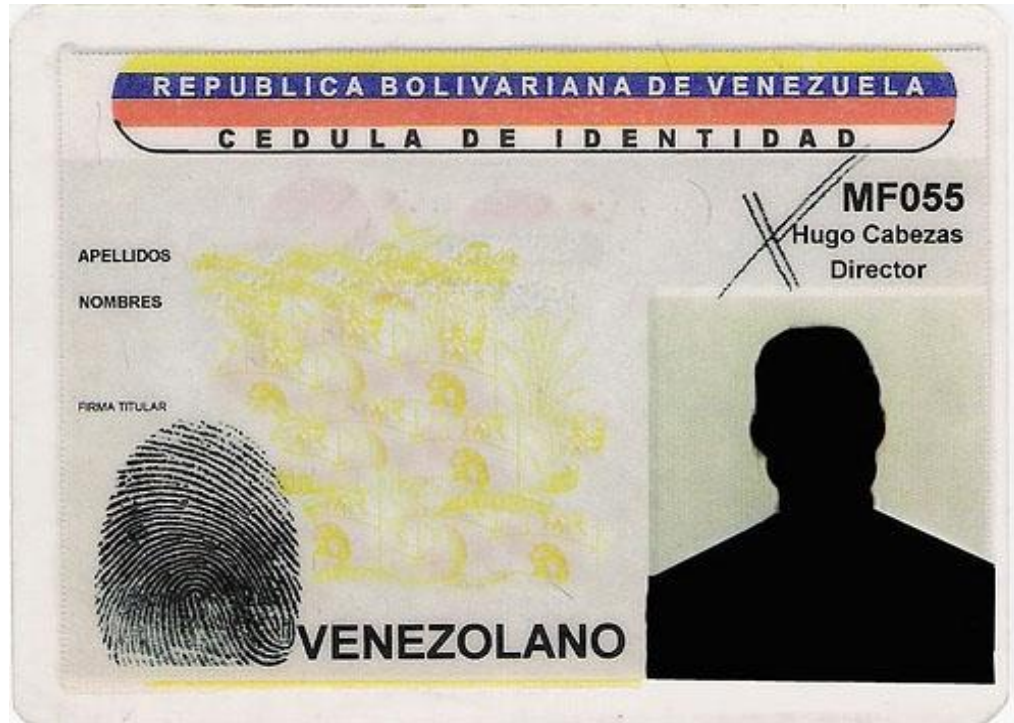 REPUBLICA BOLIVARIANA DE VENEZUELA
CEDULA DE IDENTIDAD
MF055
Hugo Cabezas
Director
APELLIDOS
NOMBRES
FIRMA TITULAR
VENEZOLANO